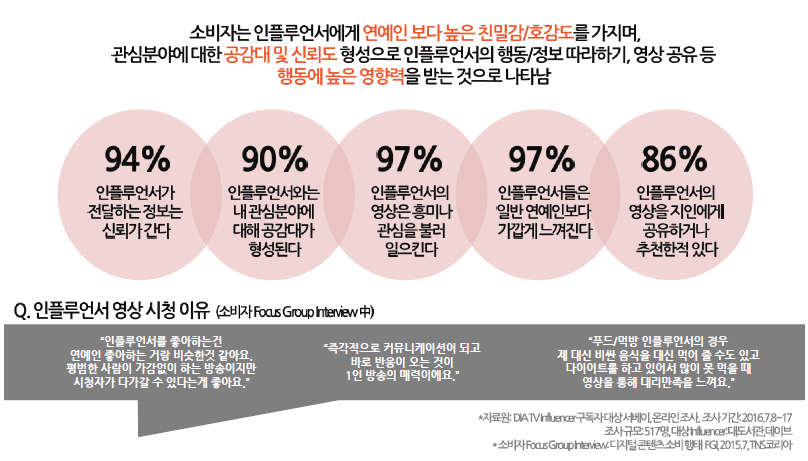 소비자는 인플루언서에게 연예인 보다 높은 친밀감/호감도를 가지며,
관심분야에 대한 공감대 및 신뢰도 형성으로 인플루언서의 행동/정보 따라하기, 영상 공유 등
행동에 높은 영향력을 받는 것으로 나타남
94%
인플루언서가
전달하는 정보는
신뢰가 간다
90%
인플루언서와는
내 관심분야에
대해 공감대가
형성된다
97%
인플루언서의
영상은 흥미나
관심을 불러
일으킨다
97%
인플루언서들은
일반 연예인보다
가깝게 느껴진다
86%
인플루언서의
영상을 지인에게
공유하거나
추천한적 있다
Q. 인플루언서 영상 시청 이유 (소비자 Focus Group Interview 中)
"인플루언서를 좋아하는건
연예인 좋아하는 거랑 비슷한것 같아요.
평범한 사람이 가감없이 하는 방송이지만
시청자가 다가갈 수 있다는게 좋아요."
"즉각적으로 커뮤니케이션이 되고
바로 반응이 오는 것이
1인 방송의 매력이에요."
"푸드/먹방 인플루언서의 경우
제 대신 비싼 음식을 대신 먹어 줄 수도 있고
다이어트를 하고 있어서 많이 못 먹을 때
영상을 통해 대리만족을 느껴요."
*자료원: DIA TV Influencer 구독자 대상 서베이, 온라인 조사, 조사 기간: 2016.7.8~17
조사 규모: 517명, 대상 Influencer: 대도서관, 데이브
* 소비자 Focus Group Interview: 디지털 콘텐츠 소비 행태 FGI, 2015.7, TNS코리아